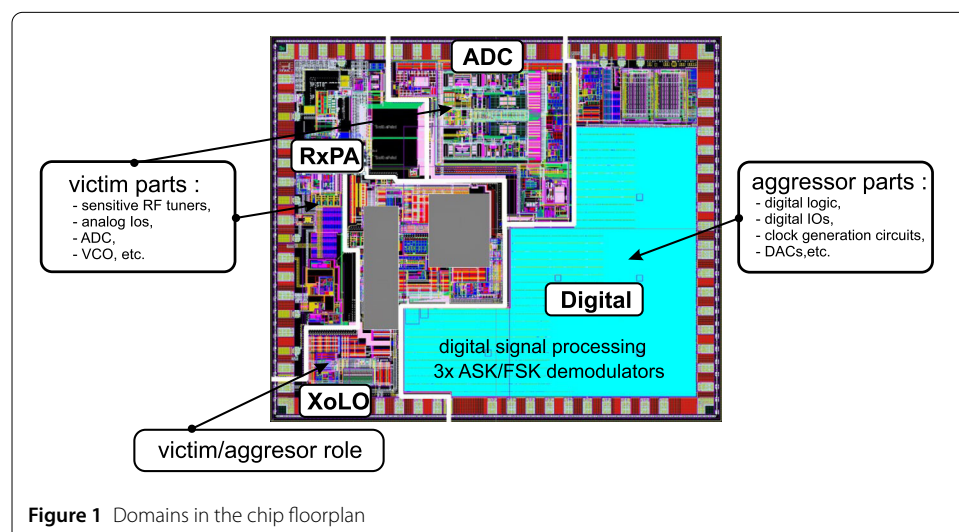 ADC
RxPA
victim parts :
- sensitive RF tuners,
- analog Ios,
- ADC,
- VCO, etc.
aggressor parts :
- digital logic,
- digital IOs,
- clock generation circuits,
- DACs,etc.
Digital
digital signal processing
3x ASK/FSK demodulators
XoLO
victim/aggresor role
Figure 1 Domains in the chip floorplan